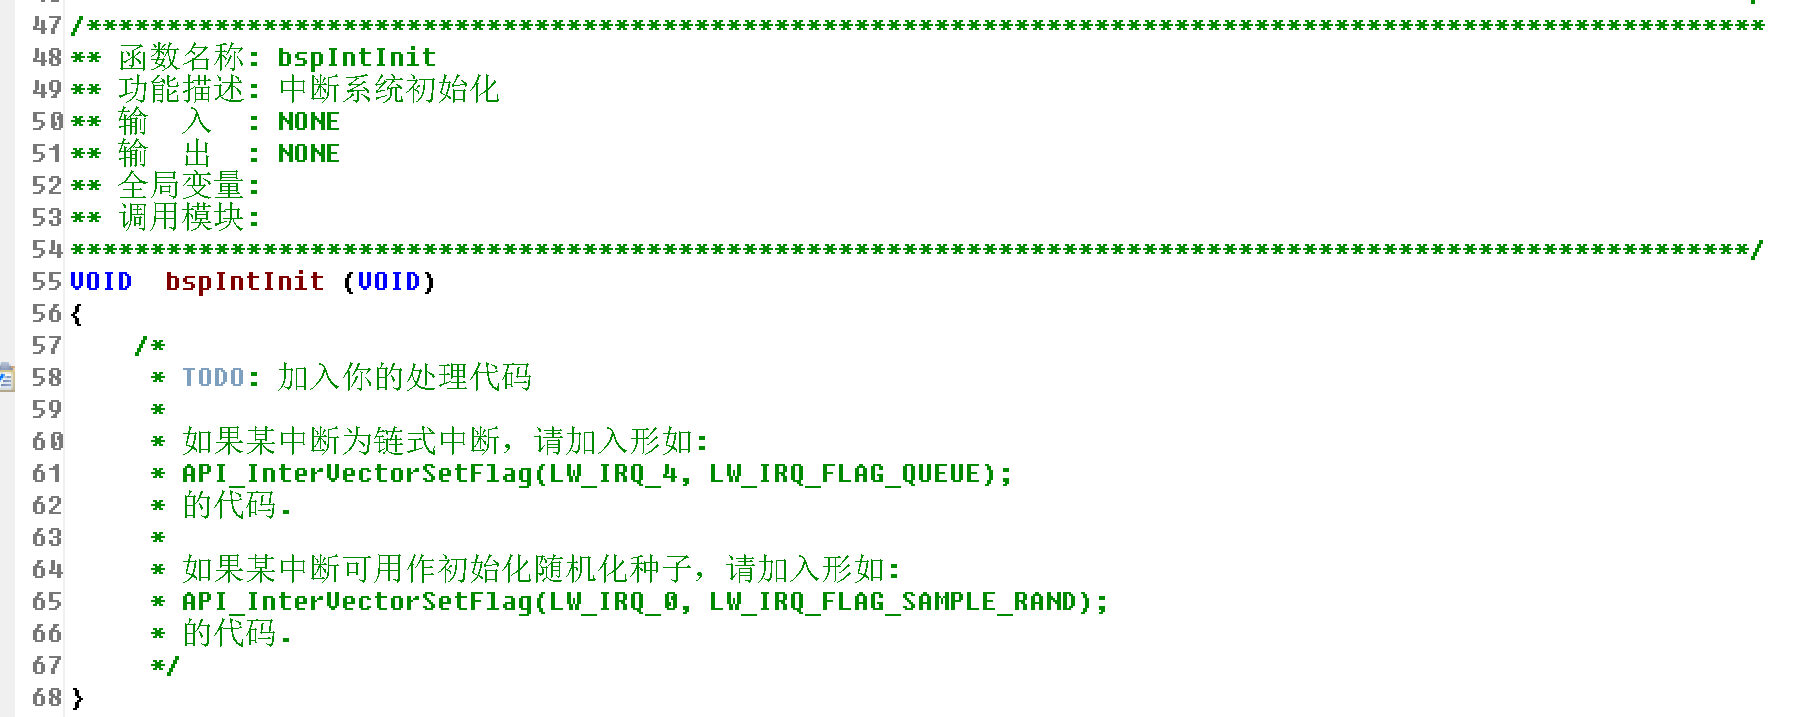 47 /**********************************************************************************************************
48 ** 函数名称: bspIntInit
49 ** 功能描述: 中断系统初始化
50 ** 输  入  : NONE
51 ** 输  出  : NONE
52 ** 全局变量:
53 ** 调用模块:
54 **********************************************************************************************************/
55 VOID  bspIntInit (VOID)
56 {
57     /*
58      * TODO: 加入你的处理代码
59      *
60      * 如果某中断为链式中断，请加入形如:
61      * API_InterVectorSetFlag(LW_IRQ_4, LW_IRQ_FLAG_QUEUE);
62      * 的代码.
63      *
64      * 如果某中断可用作初始化随机化种子，请加入形如:
65      * API_InterVectorSetFlag(LW_IRQ_0, LW_IRQ_FLAG_SAMPLE_RAND);
66      * 的代码.
67      */
68 }